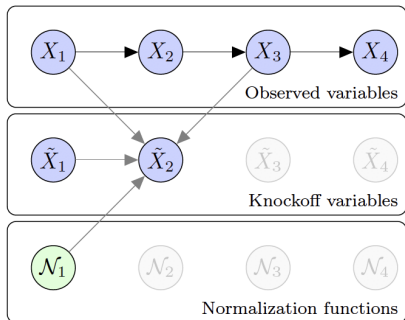 X₁ X₂ X₃ X₄
Observed variables
X̃₁ X̃₂ X̃₃ X̃₄
Knockoff variables
𝒩₁ 𝒩₂ 𝒩₃ 𝒩₄
Normalization functions